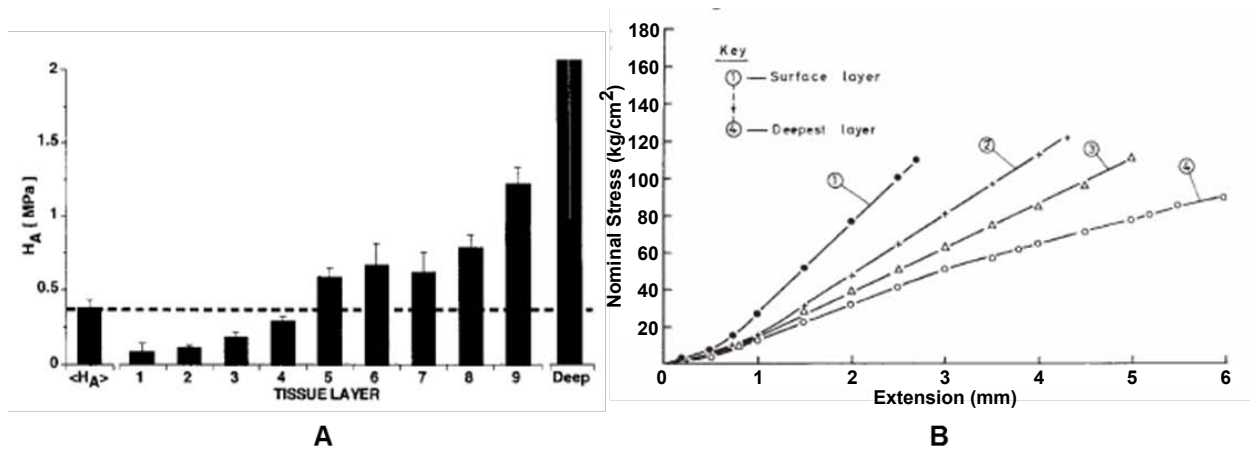 2
1.5
1
0.5
0
H_A [ MPa ]
<H_A> 1 2 3 4 5 6 7 8 9 Deep
TISSUE LAYER
A
180
160
140
120
100
80
60
40
20
Nominal Stress (kg/cm²)
Key
① — Surface layer
④ — Deepest layer
①
②
③
④
0 1 2 3 4 5 6
Extension (mm)
B